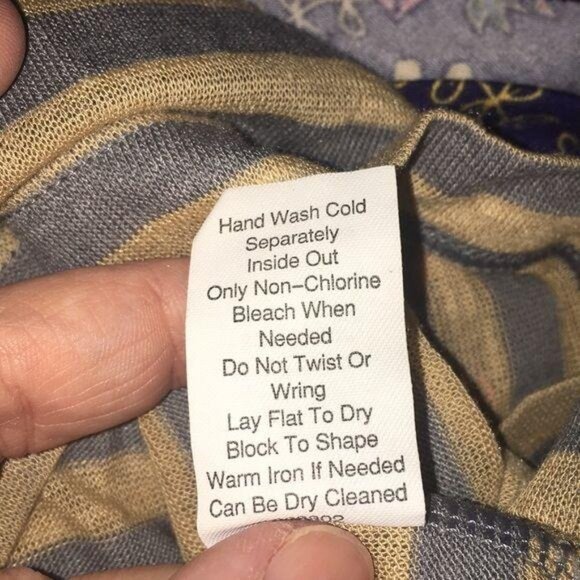 Hand Wash Cold
Separately
Inside Out
Only Non-Chlorine
Bleach When
Needed
Do Not Twist Or
Wring
Lay Flat To Dry
Block To Shape
Warm Iron If Needed
Can Be Dry Cleaned